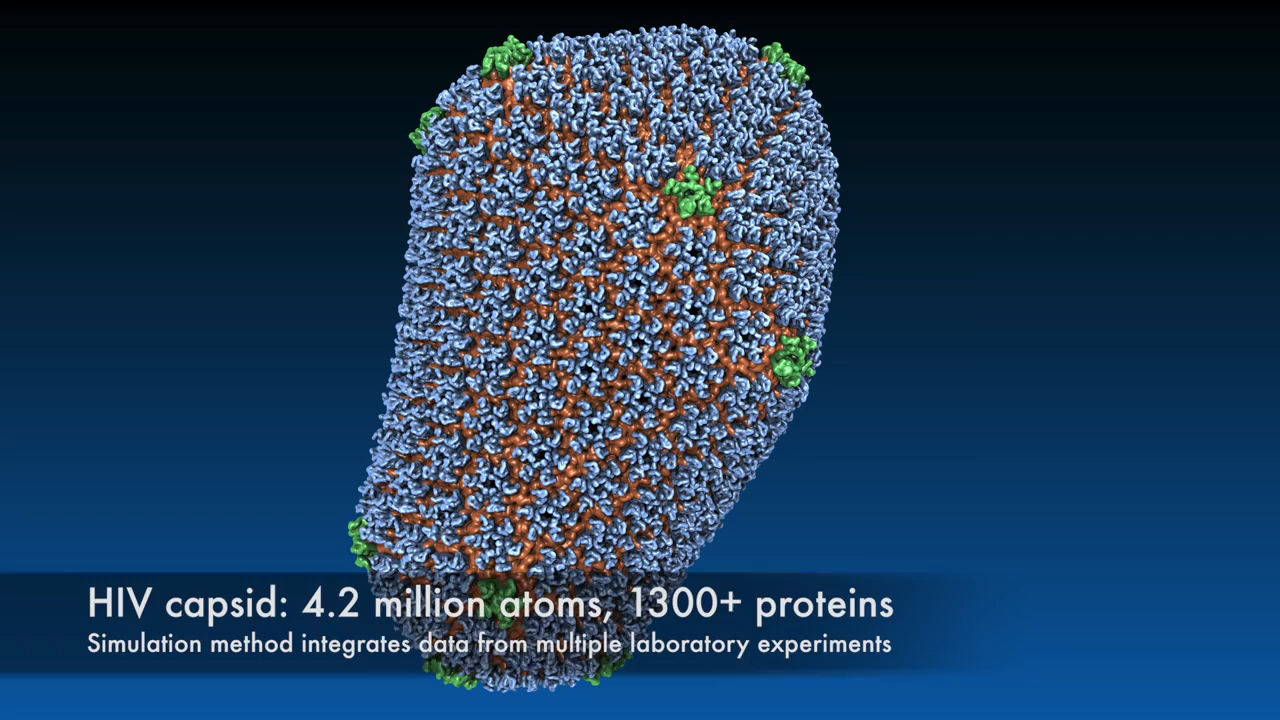 HIV capsid: 4.2 million atoms, 1300+ proteins
Simulation method integrates data from multiple laboratory experiments